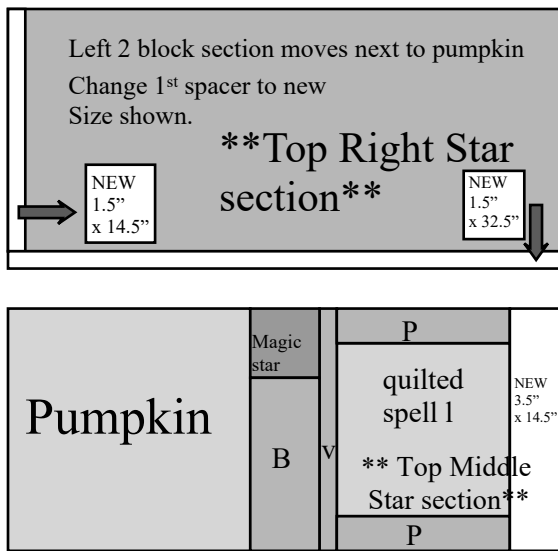 Left 2 block section moves next to pumpkin
Change 1st spacer to new
Size shown.
**Top Right Star
section**
NEW
1.5”
x 14.5”
NEW
1.5”
x 32.5”
Pumpkin
Magic
star
B
v
P
quilted
spell l
** Top Middle
Star section**
P
NEW
3.5”
x 14.5”